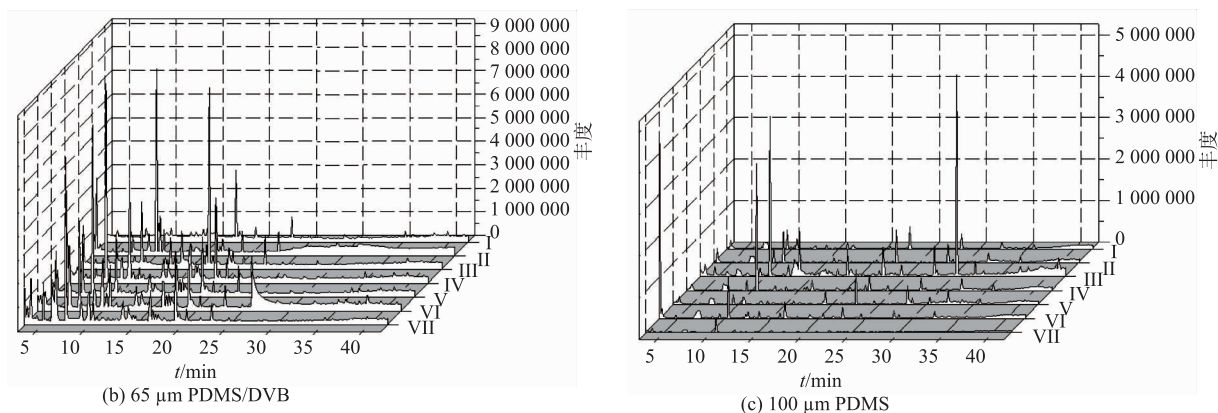 9 000 000
8 000 000
7 000 000
6 000 000
5 000 000
4 000 000
3 000 000
2 000 000
1 000 000
0
丰度
I
II
III
IV
V
VI
VII
5 10 15 20 25 30 35 40
t/min
(b) 65 µm PDMS/DVB
5 000 000
4 000 000
3 000 000
2 000 000
1 000 000
0
丰度
I
II
III
IV
V
VI
VII
5 10 15 20 25 30 35 40
t/min
(c) 100 µm PDMS